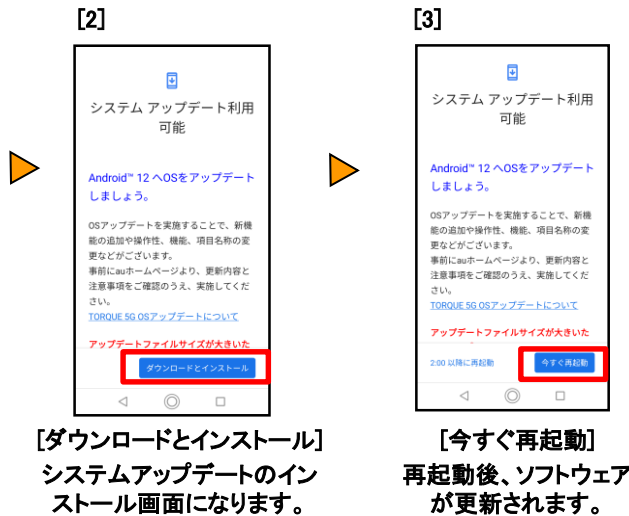 [2]
システム アップデート利用
可能
Android™ 12 へOSをアップデート
しましょう。
OSアップデートを実施することで、新機
能の追加や操作性、機能、項目名称の変
更などがございます。
事前にauホームページより、更新内容と
注意事項をご確認のうえ、実施してくだ
さい。
TORQUE 5G OSアップデートについて
アップデートファイルサイズが大きいた
ダウンロードとインストール
[ダウンロードとインストール]
システムアップデートのイン
ストール画面になります。
[3]
システム アップデート利用
可能
Android™ 12 へOSをアップデート
しましょう。
OSアップデートを実施することで、新機
能の追加や操作性、機能、項目名称の変
更などがございます。
事前にauホームページより、更新内容と
注意事項をご確認のうえ、実施してくだ
さい。
TORQUE 5G OSアップデートについて
アップデートファイルサイズが大きいた
2:00 以降に再起動
今すぐ再起動
[今すぐ再起動]
再起動後、ソフトウェア
が更新されます。